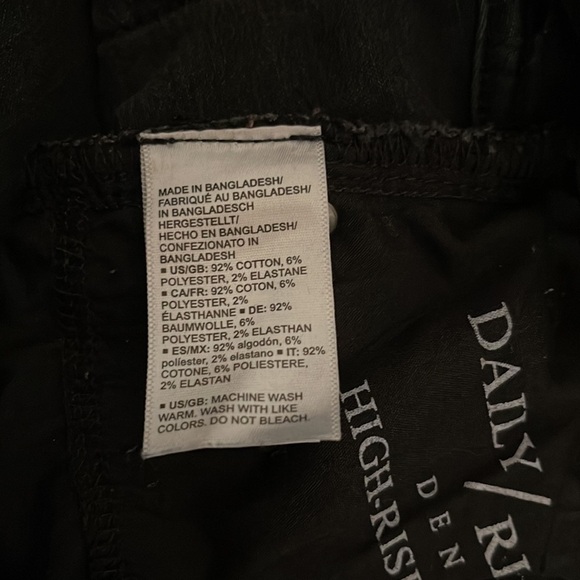 MADE IN BANGLADESH/
FABRIQUÉ AU BANGLADESH/
IN BANGLADESCH
HERGESTELLT/
HECHO EN BANGLADESH/
CONFEZIONATO IN
BANGLADESH
▪ US/GB: 92% COTTON, 6%
POLYESTER, 2% ELASTANE
▪ CA/FR: 92% COTON, 6%
POLYESTER, 2%
ÉLASTHANNE ▪ DE: 92%
BAUMWOLLE, 6%
POLYESTER, 2% ELASTHAN
▪ ES/MX: 92% algodón, 6%
políester, 2% elastano ▪ IT: 92%
COTONE, 6% POLIESTERE,
2% ELASTAN
▪ US/GB: MACHINE WASH
WARM. WASH WITH LIKE
COLORS. DO NOT BLEACH.
DAILY/RI
DEN
HIGH-RISE